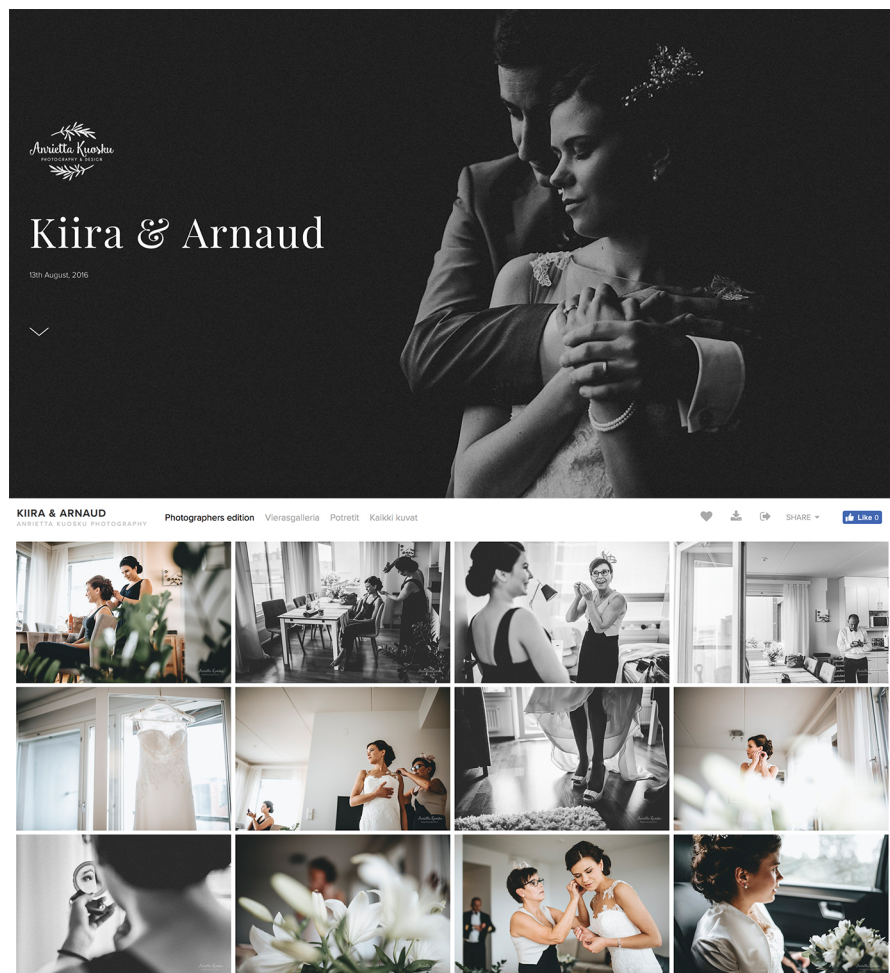 Anrietta Kuosku
PHOTOGRAPHY & DESIGN
Kiira & Arnaud
13th August, 2016
KIIRA & ARNAUD
ANRIETTA KUOSKU PHOTOGRAPHY
Photographers edition Vierasgalleria Potretit Kaikki kuvat
SHARE
Like 0